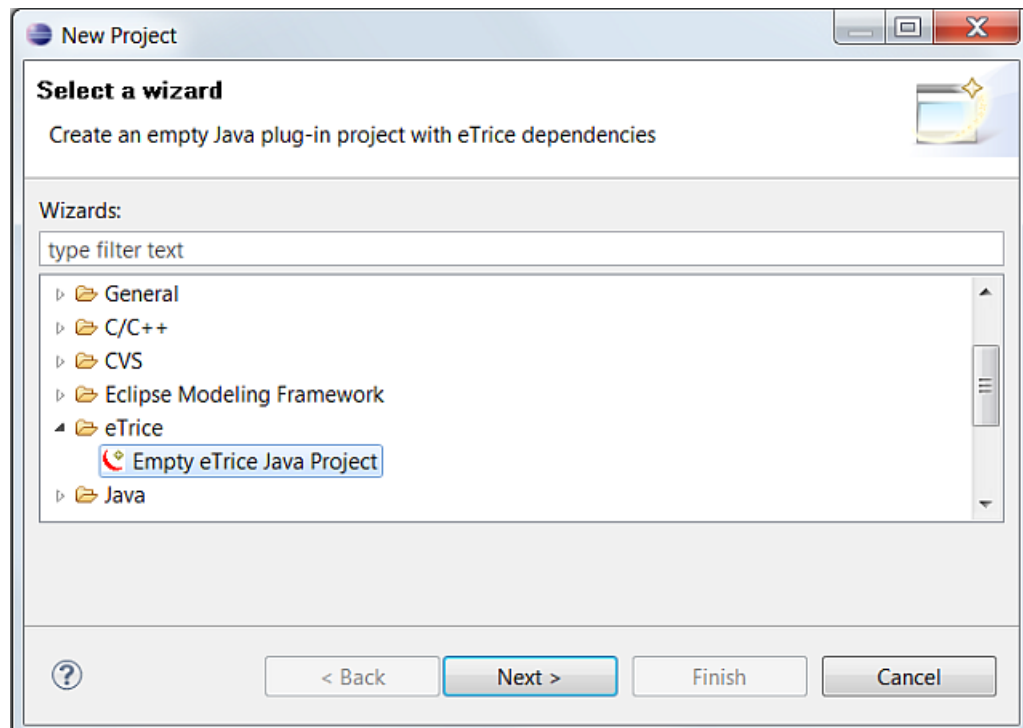 New Project
Select a wizard
Create an empty Java plug-in project with eTrice dependencies
Wizards:
type filter text
General
C/C++
CVS
Eclipse Modeling Framework
eTrice
Empty eTrice Java Project
Java
? < Back Next > Finish Cancel